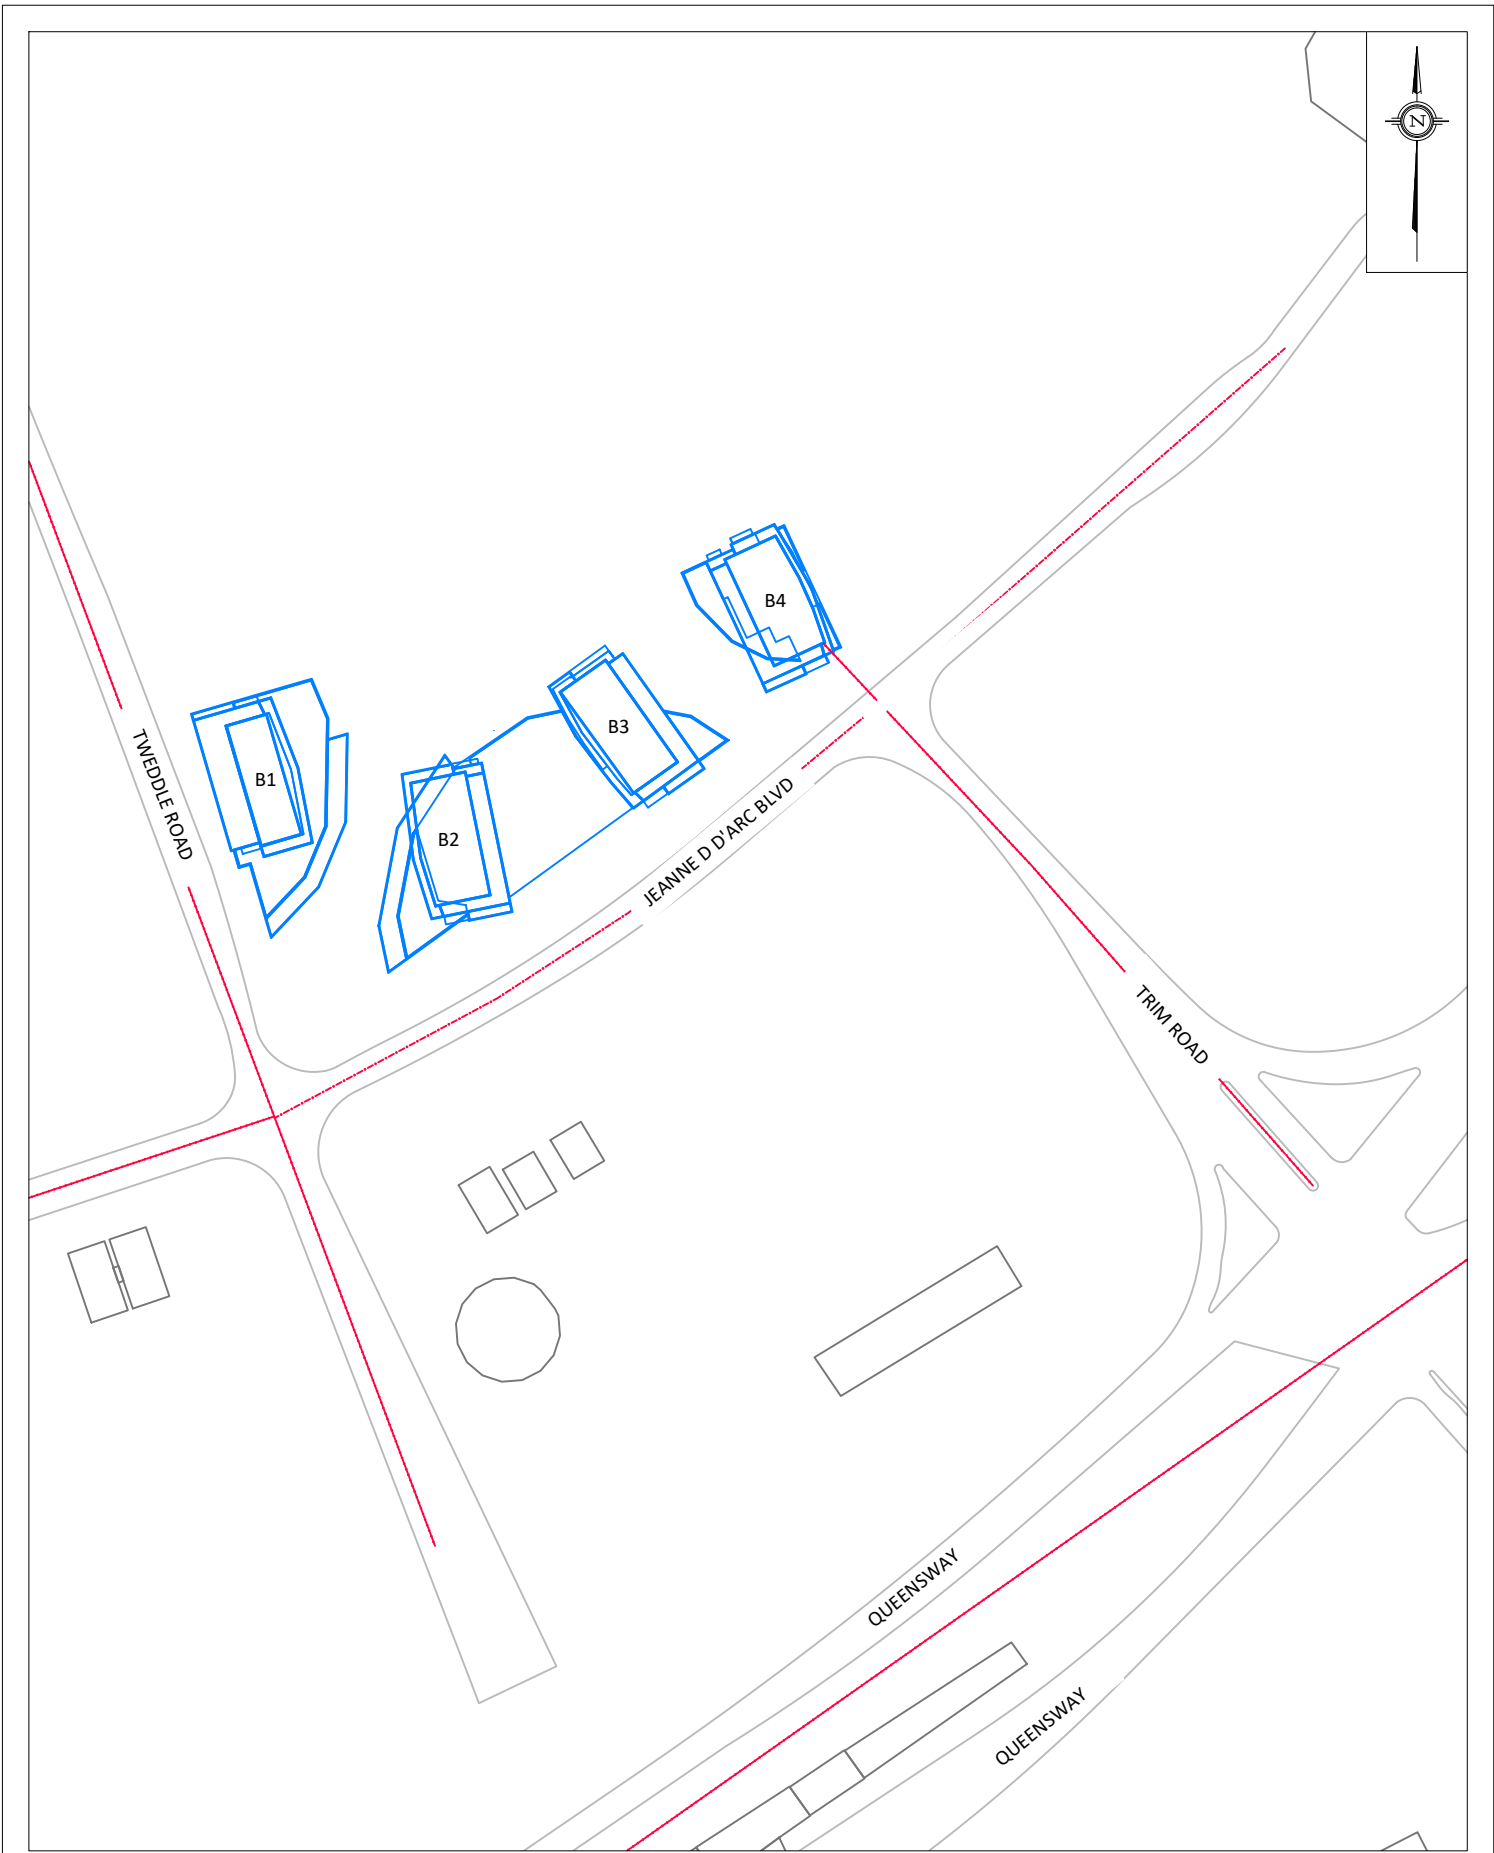 N
B4
B3
TWEDDLE ROAD
B1
B2
JEANNE D D'ARC BLVD
TRIM ROAD
QUEENSWAY
QUEENSWAY